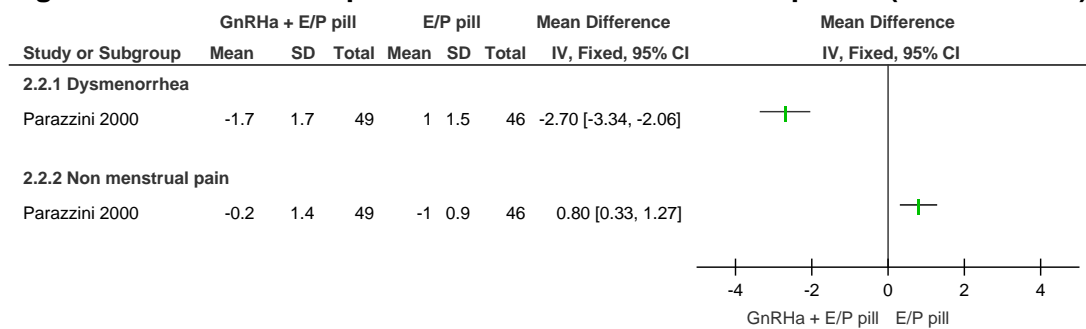 GnRHa + E/P pill E/P pill Mean Difference Mean Difference
Study or Subgroup Mean SD Total Mean SD Total IV, Fixed, 95% CI IV, Fixed, 95% CI
2.2.1 Dysmenorrhea
Parazzini 2000 -1.7 1.7 49 1 1.5 46 -2.70 [-3.34, -2.06]
2.2.2 Non menstrual pain
Parazzini 2000 -0.2 1.4 49 -1 0.9 46 0.80 [0.33, 1.27]
-4 -2 0 2 4
GnRHa + E/P pill E/P pill